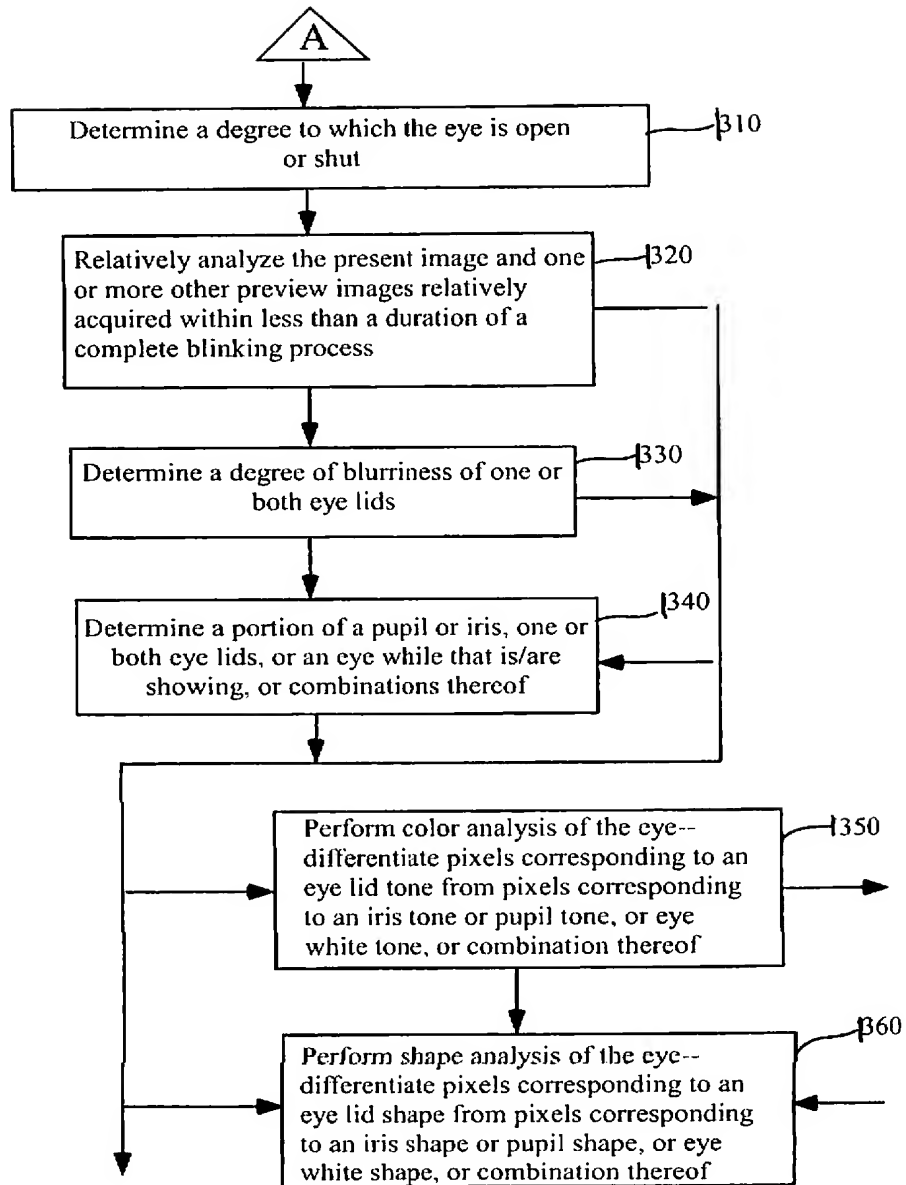 A
Determine a degree to which the eye is open
or shut
310
Relatively analyze the present image and one
or more other preview images relatively
acquired within less than a duration of a
complete blinking process
320
Determine a degree of blurriness of one or
both eye lids
330
Determine a portion of a pupil or iris, one or
both eye lids, or an eye while that is/are
showing, or combinations thereof
340
Perform color analysis of the eye--
differentiate pixels corresponding to an
eye lid tone from pixels corresponding
to an iris tone or pupil tone, or eye
white tone, or combination thereof
350
Perform shape analysis of the eye--
differentiate pixels corresponding to an
eye lid shape from pixels corresponding
to an iris shape or pupil shape, or eye
white shape, or combination thereof
360